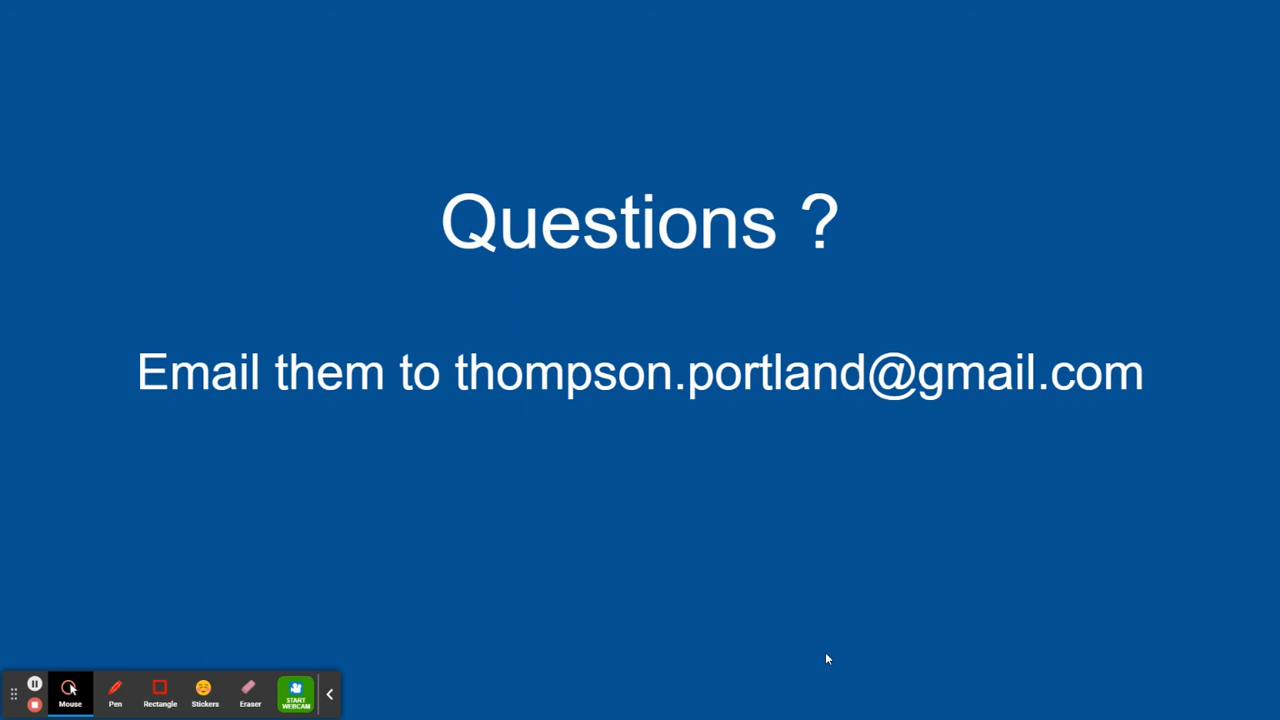 Questions ?
Email them to thompson.portland@gmail.com
Mouse
Pen
Rectangle
Stickers
Eraser
START
WEBCAM